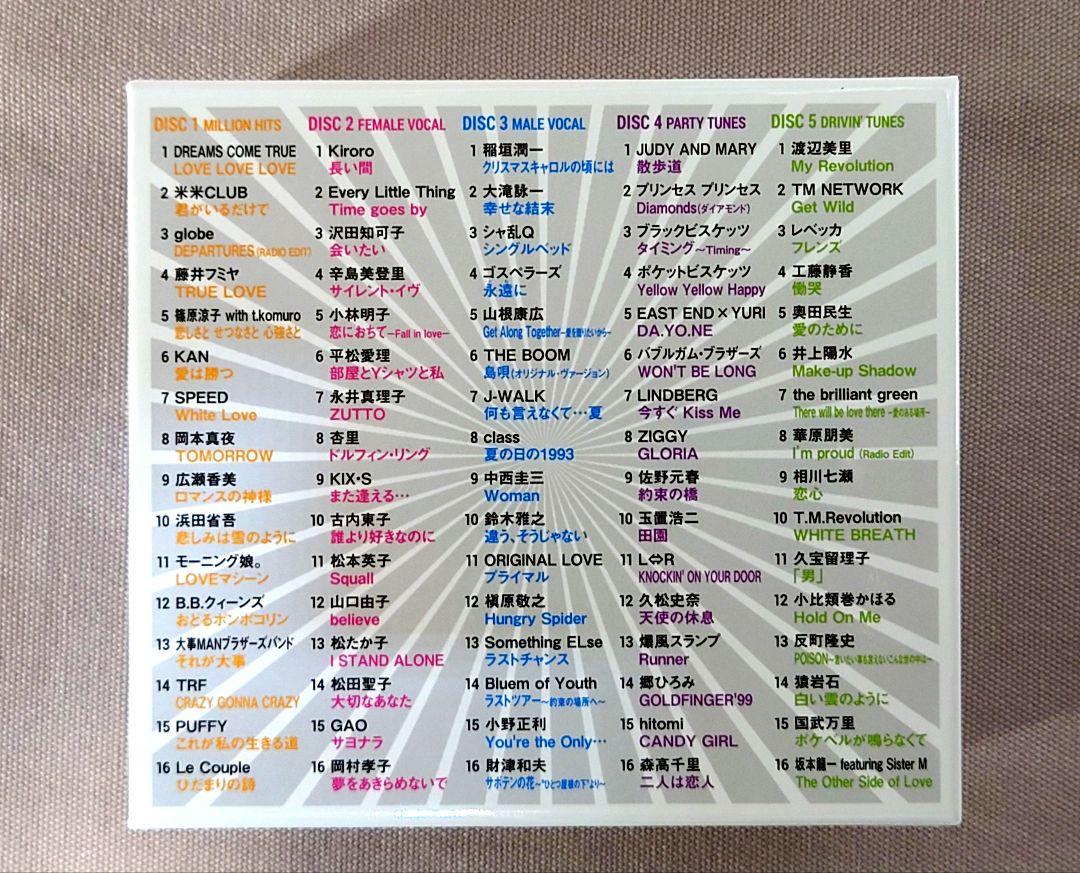 DISC 1 MILLION HITS
1 DREAMS COME TRUE
LOVE LOVE LOVE
2 米米CLUB
君がいるだけで
3 globe
DEPARTURES(RADIO EDIT)
4 藤井フミヤ
TRUE LOVE
5 篠原涼子 with t.komuro
恋しさと せつなさと 心強さと
6 KAN
愛は勝つ
7 SPEED
White Love
8 岡本真夜
TOMORROW
9 広瀬香美
ロマンスの神様
10 浜田省吾
悲しみは雪のように
11 モーニング娘。
LOVEマシーン
12 B.B.クィーンズ
おどるポンポコリン
13 大事MANブラザーズバンド
それが大事
14 TRF
CRAZY GONNA CRAZY
15 PUFFY
これが私の生きる道
16 Le Couple
ひだまりの詩
DISC 2 FEMALE VOCAL
1 Kiroro
長い間
2 Every Little Thing
Time goes by
3 沢田知可子
会いたい
4 辛島美登里
サイレント・イヴ
5 小林明子
恋におちて−Fall in love−
6 平松愛理
部屋とYシャツと私
7 永井真理子
ZUTTO
8 杏里
ドルフィン・リング
9 KIX・S
また逢える…
10 古内東子
誰より好きなのに
11 松本英子
Squall
12 山口由子
believe
13 松たか子
I STAND ALONE
14 松田聖子
大切なあなた
15 GAO
サヨナラ
16 岡村孝子
夢をあきらめないで
DISC 3 MALE VOCAL
1 稲垣潤一
クリスマスキャロルの頃には
2 大滝詠一
幸せな結末
3 シャ乱Q
シングルベッド
4 ゴスペラーズ
永遠に
5 山根康広
Get Along Together−愛を贈りたいから−
6 THE BOOM
島唄(オリジナル・ヴァージョン)
7 J-WALK
何も言えなくて…夏
8 class
夏の日の1993
9 中西圭三
Woman
10 鈴木雅之
違う、そうじゃない
11 ORIGINAL LOVE
プライマル
12 槇原敬之
Hungry Spider
13 Something ELse
ラストチャンス
14 Bluem of Youth
ラストツアー〜約束の場所へ〜
15 小野正利
You're the Only…
16 財津和夫
サボテンの花〜"ひとつ屋根の下"より〜
DISC 4 PARTY TUNES
1 JUDY AND MARY
散歩道
2 プリンセス プリンセス
Diamonds(ダイアモンド)
3 ブラックビスケッツ
タイミング〜Timing〜
4 ポケットビスケッツ
Yellow Yellow Happy
5 EAST END×YURI
DA.YO.NE
6 バブルガム・ブラザーズ
WON'T BE LONG
7 LINDBERG
今すぐ Kiss Me
8 ZIGGY
GLORIA
9 佐野元春
約束の橋
10 玉置浩二
田園
11 L⇔R
KNOCKIN' ON YOUR DOOR
12 久松史奈
天使の休息
13 爆風スランプ
Runner
14 郷ひろみ
GOLDFINGER'99
15 hitomi
CANDY GIRL
16 森高千里
二人は恋人
DISC 5 DRIVIN' TUNES
1 渡辺美里
My Revolution
2 TM NETWORK
Get Wild
3 レベッカ
フレンズ
4 工藤静香
慟哭
5 奥田民生
愛のために
6 井上陽水
Make-up Shadow
7 the brilliant green
There will be love there −愛のある場所−
8 華原朋美
I'm proud (Radio Edit)
9 相川七瀬
恋心
10 T.M.Revolution
WHITE BREATH
11 久宝留理子
「男」
12 小比類巻かほる
Hold On Me
13 反町隆史
POISON〜言いたい事も言えないこんな世の中は〜
14 猿岩石
白い雲のように
15 国武万里
ポケベルが鳴らなくて
16 坂本龍一 featuring Sister M
The Other Side of Love